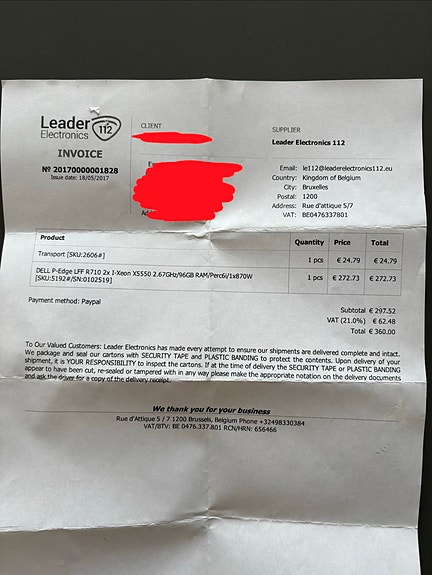 Leader
Electronics
112
INVOICE
Nº 20170000001828
Issue date: 18/05/2017
CLIENT
SUPPLIER
Leader Electronics 112
Email: le112@leaderelectronics112.eu
Country: Kingdom of Belgium
City: Bruxelles
Postal: 1200
Address: Rue d'attique 5/7
VAT: BE0476337801
Product Quantity Price Total
Transport [SKU:2606#] 1 pcs € 24.79 € 24.79
DELL P-Edge LFF R710 2x I-Xeon X5550 2.67GHz/96GB RAM/Perc6i/1x870W
[SKU:5192#/SN:0102519] 1 pcs € 272.73 € 272.73
Payment method: Paypal
Subtotal € 297.52
VAT (21.0%) € 62.48
Total € 360.00
To Our Valued Customers: Leader Electronics has made every attempt to ensure our shipments are delivered complete and intact.
We package and seal our cartons with SECURITY TAPE and PLASTIC BANDING to protect the contents. Upon delivery of your
shipment, it is YOUR RESPONSIBILITY to inspect the cartons. If at the time of delivery the SECURITY TAPE or PLASTIC BANDING
appear to have been cut, re-sealed or tampered with in any way please make the appropriate notation on the delivery documents
and ask the driver for a copy of the delivery receipt.
We thank you for your business
Rue d'Attique 5 / 7 1200 Brussels, Belgium Phone +32498330384
VAT/BTV: BE 0476.337.801 RCN/HRN: 656466